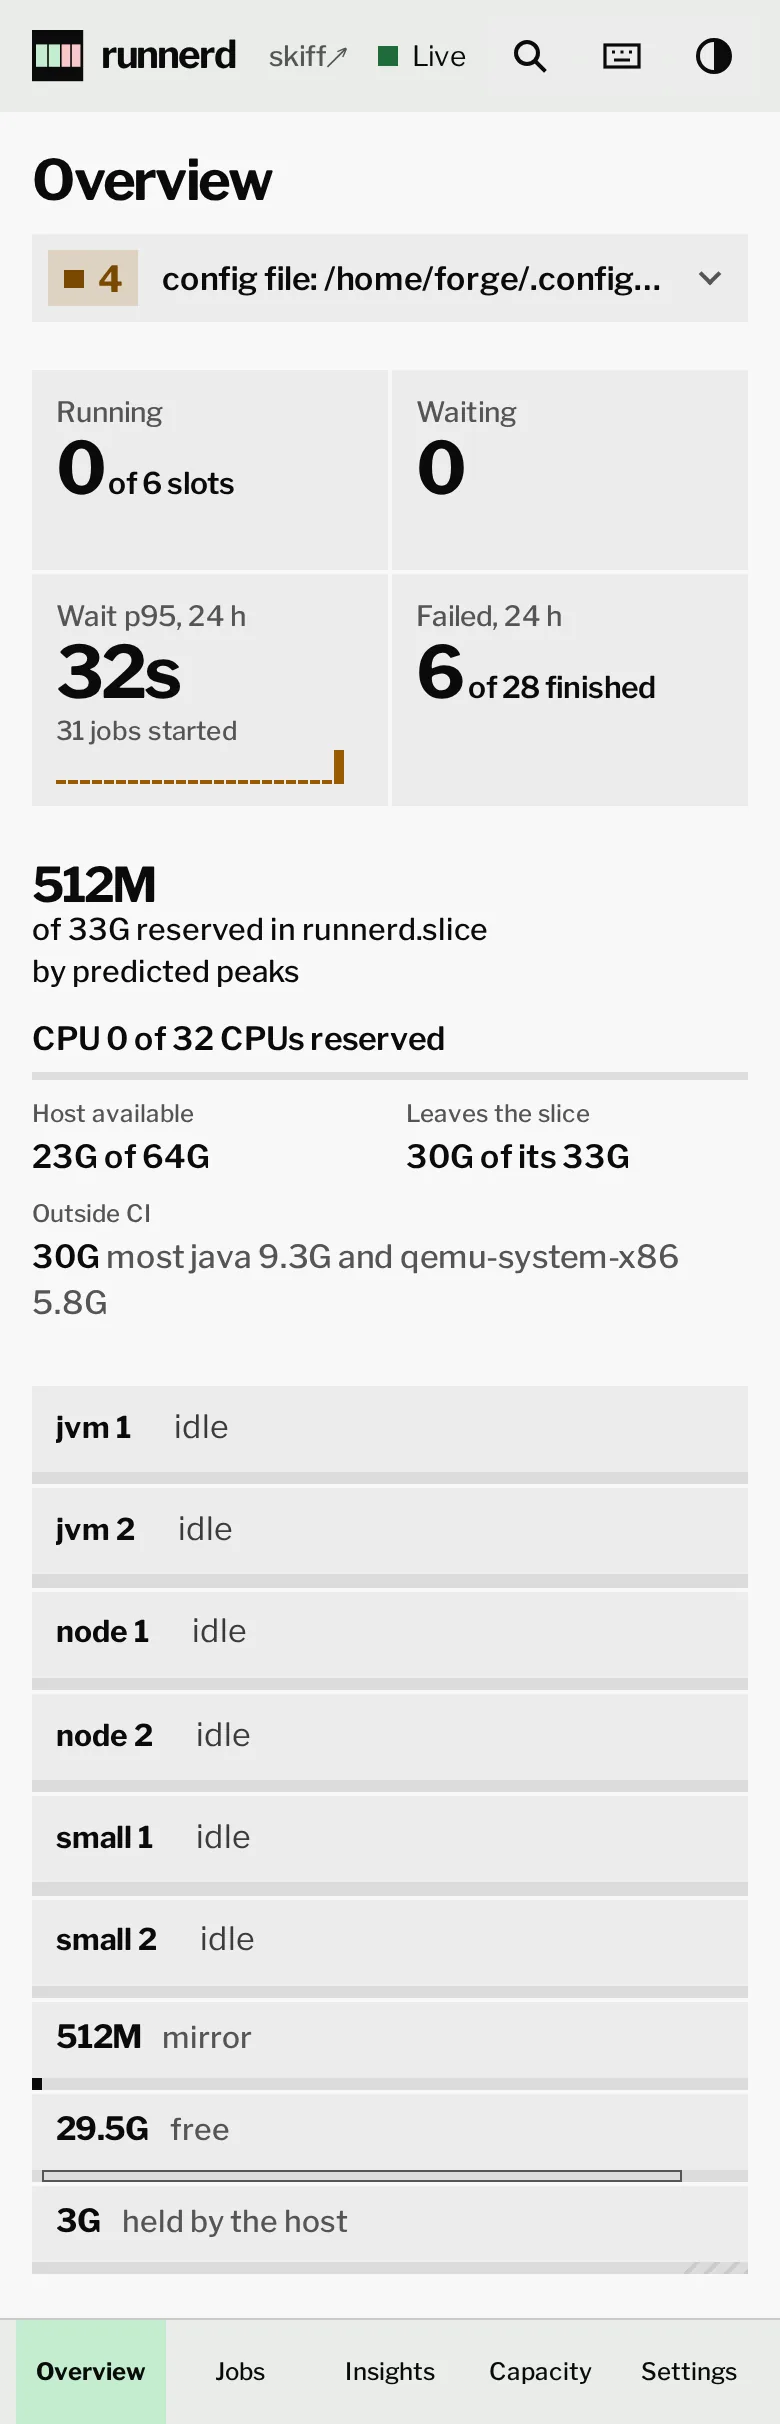 runnerd skiff↗ Live
Overview
4 config file: /home/forge/.config...
Running
0 of 6 slots
Waiting
0
Wait p95, 24 h
32s
31 jobs started
Failed, 24 h
6 of 28 finished
512M
of 33G reserved in runnerd.slice
by predicted peaks
CPU 0 of 32 CPUs reserved
Host available
23G of 64G
Leaves the slice
30G of its 33G
Outside CI
30G most java 9.3G and qemu-system-x86
5.8G
jvm 1 idle
jvm 2 idle
node 1 idle
node 2 idle
small 1 idle
small 2 idle
512M mirror
29.5G free
3G held by the host
Overview Jobs Insights Capacity Settings